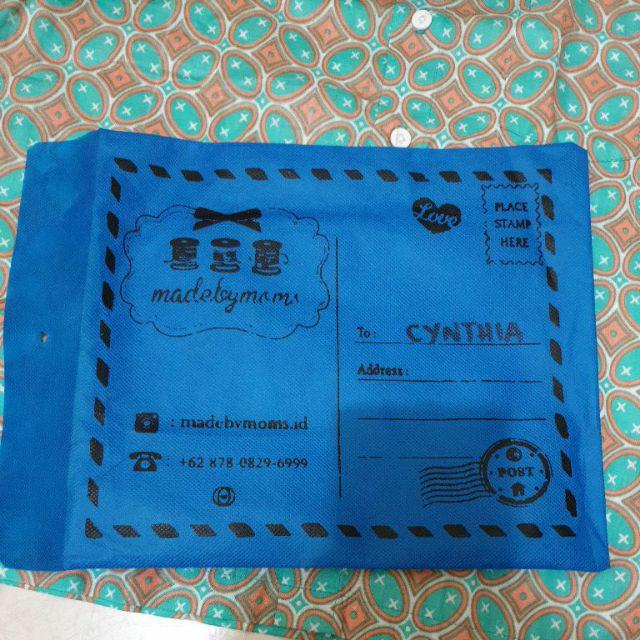 madebymoms
: madebymoms.id
: +62 878-0829-6999
Love
PLACE
STAMP
HERE
To : CYNTHIA
Address :
POST